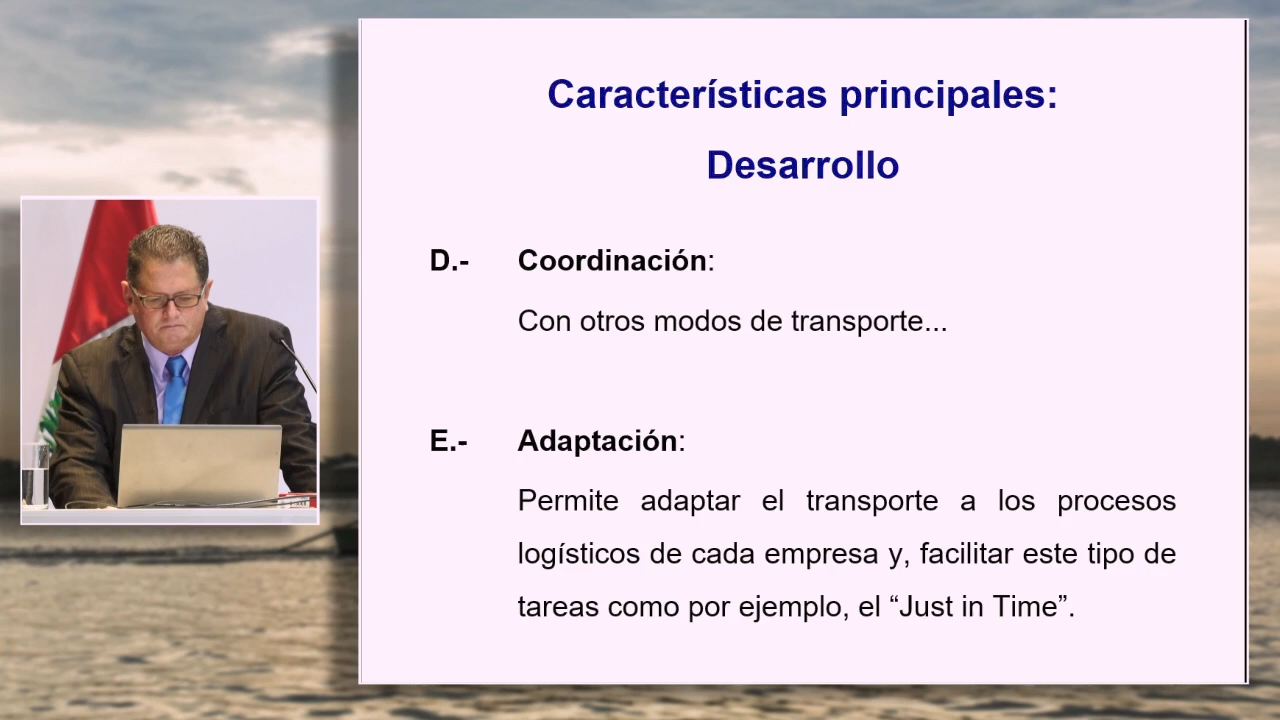 Características principales:
Desarrollo
D.- Coordinación:
Con otros modos de transporte...
E.- Adaptación:
Permite adaptar el transporte a los procesos
logísticos de cada empresa y, facilitar este tipo de
tareas como por ejemplo, el “Just in Time”.